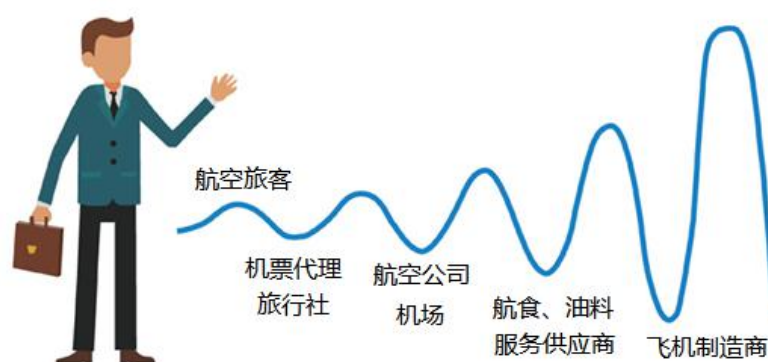 航空旅客
机票代理
旅行社
航空公司
机场
航食、油料
服务供应商
飞机制造商